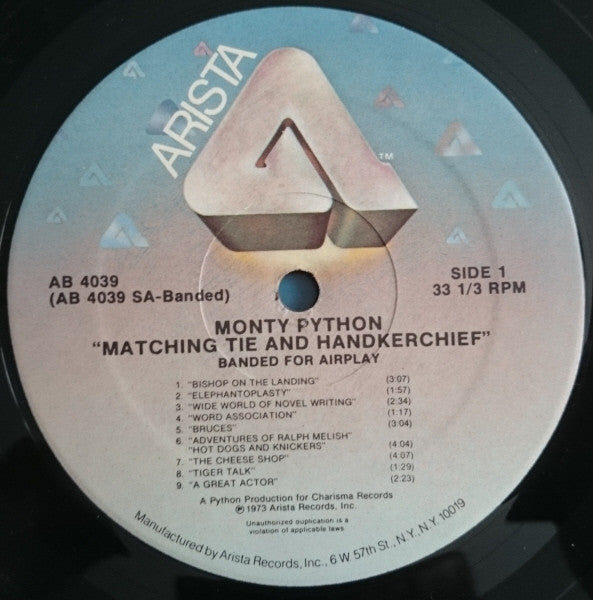 ARISTA
TM
AB 4039
(AB 4039 SA-Banded)
SIDE 1
33 1/3 RPM
MONTY PYTHON
"MATCHING TIE AND HANDKERCHIEF"
BANDED FOR AIRPLAY
1. "BISHOP ON THE LANDING" (3:07)
2. "ELEPHANTOPLASTY" (1:57)
3. "WIDE WORLD OF NOVEL WRITING" (2:34)
4. "WORD ASSOCIATION" (1:17)
5. "BRUCES" (3:04)
6. "ADVENTURES OF RALPH MELISH"
"HOT DOGS AND KNICKERS" (4:04)
7. "THE CHEESE SHOP" (4:07)
8. "TIGER TALK" (1:29)
9. "A GREAT ACTOR" (2:23)
A Python Production for Charisma Records
℗ 1973 Arista Records, Inc.
Unauthorized duplication is a
violation of applicable laws.
Manufactured by Arista Records, Inc., 6 W. 57th St., N.Y., N.Y. 10019